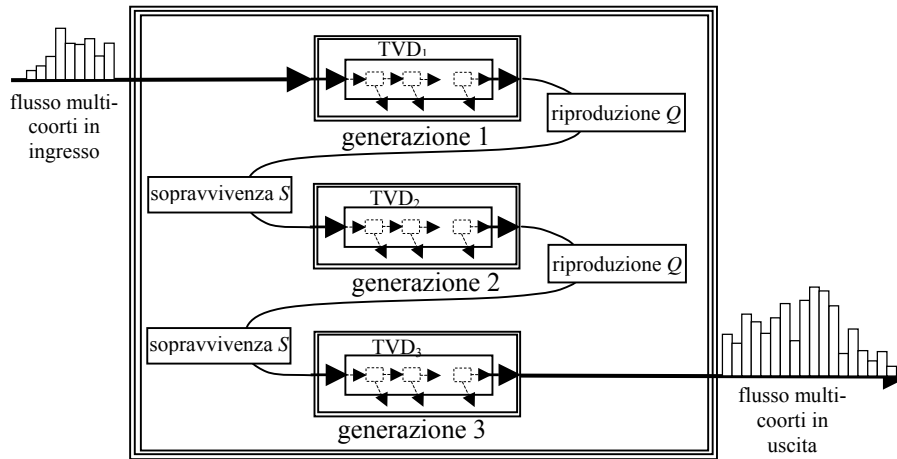 TVD1
flusso multi-
coorti in
ingresso
generazione 1
riproduzione Q
sopravvivenza S
TVD2
generazione 2
riproduzione Q
sopravvivenza S
TVD3
generazione 3
flusso multi-
coorti in
uscita